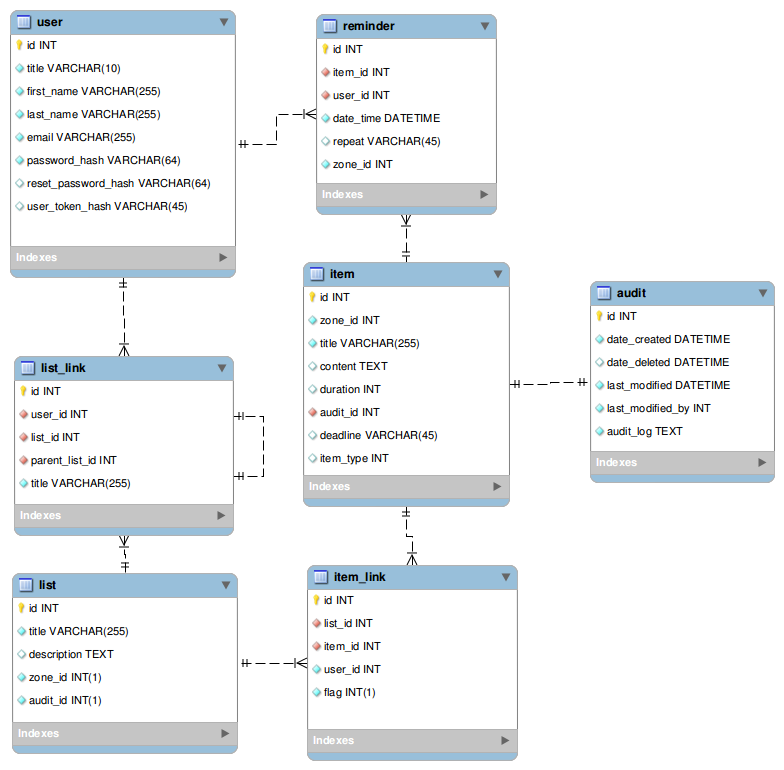 user
id INT
title VARCHAR(10)
first_name VARCHAR(255)
last_name VARCHAR(255)
email VARCHAR(255)
password_hash VARCHAR(64)
reset_password_hash VARCHAR(64)
user_token_hash VARCHAR(45)
Indexes
reminder
id INT
item_id INT
user_id INT
date_time DATETIME
repeat VARCHAR(45)
zone_id INT
Indexes
item
id INT
zone_id INT
title VARCHAR(255)
content TEXT
duration INT
audit_id INT
deadline VARCHAR(45)
item_type INT
Indexes
audit
id INT
date_created DATETIME
date_deleted DATETIME
last_modified DATETIME
last_modified_by INT
audit_log TEXT
Indexes
list_link
id INT
user_id INT
list_id INT
parent_list_id INT
title VARCHAR(255)
Indexes
list
id INT
title VARCHAR(255)
description TEXT
zone_id INT(1)
audit_id INT(1)
Indexes
item_link
id INT
list_id INT
item_id INT
user_id INT
flag INT(1)
Indexes